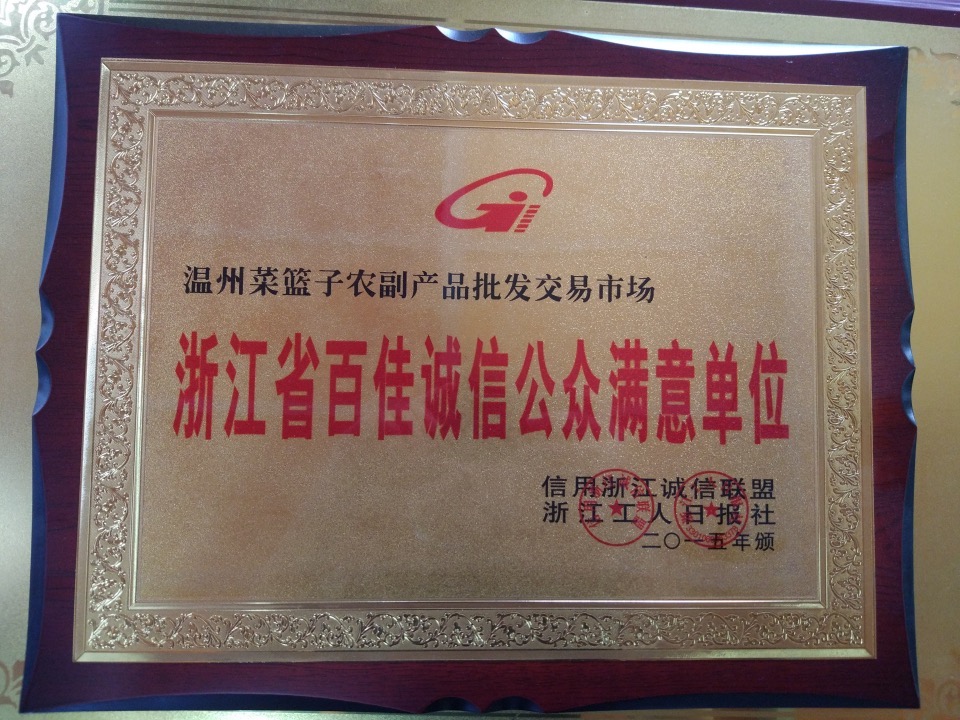 温州菜篮子农副产品批发交易市场
浙江省百佳诚信公众满意单位
信用浙江诚信联盟
浙江工人日报社
二〇一五年颁